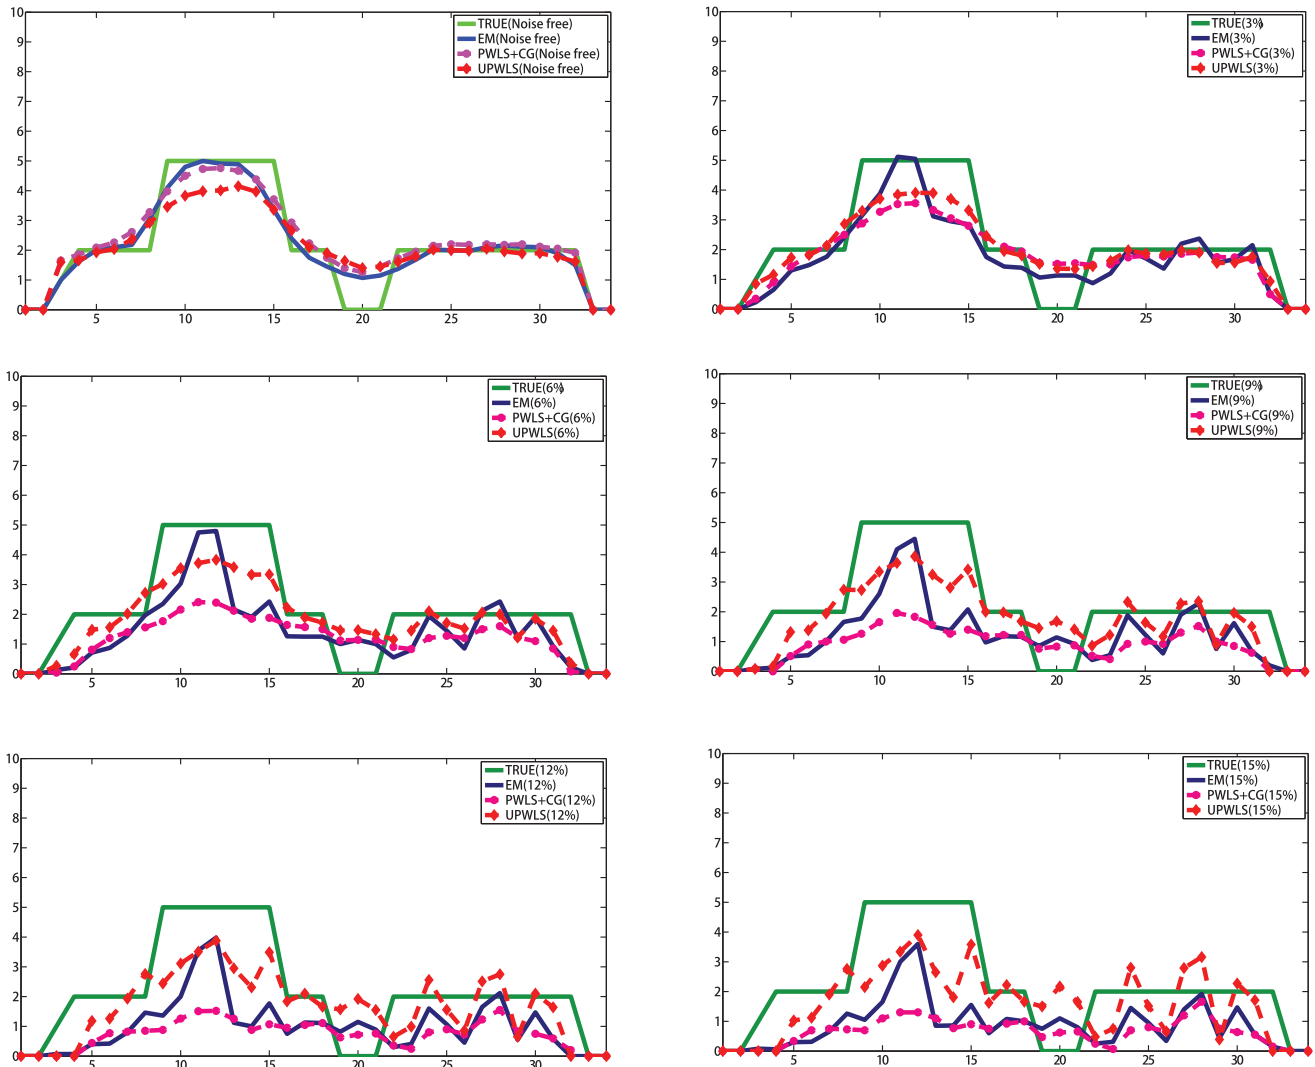 10
9
8
7
6
5
4
3
2
1
0
5 10 15 20 25 30
TRUE(Noise free)
EM(Noise free)
PWLS+CG(Noise free)
UPWLS(Noise free)
10
9
8
7
6
5
4
3
2
1
0
5 10 15 20 25 30
TRUE(3%)
EM(3%)
PWLS+CG(3%)
UPWLS(3%)
10
9
8
7
6
5
4
3
2
1
0
5 10 15 20 25 30
TRUE(6%)
EM(6%)
PWLS+CG(6%)
UPWLS(6%)
10
9
8
7
6
5
4
3
2
1
0
5 10 15 20 25 30
TRUE(9%)
EM(9%)
PWLS+CG(9%)
UPWLS(9%)
10
9
8
7
6
5
4
3
2
1
0
5 10 15 20 25 30
TRUE(12%)
EM(12%)
PWLS+CG(12%)
UPWLS(12%)
10
9
8
7
6
5
4
3
2
1
0
5 10 15 20 25 30
TRUE(15%)
EM(15%)
PWLS+CG(15%)
UPWLS(15%)